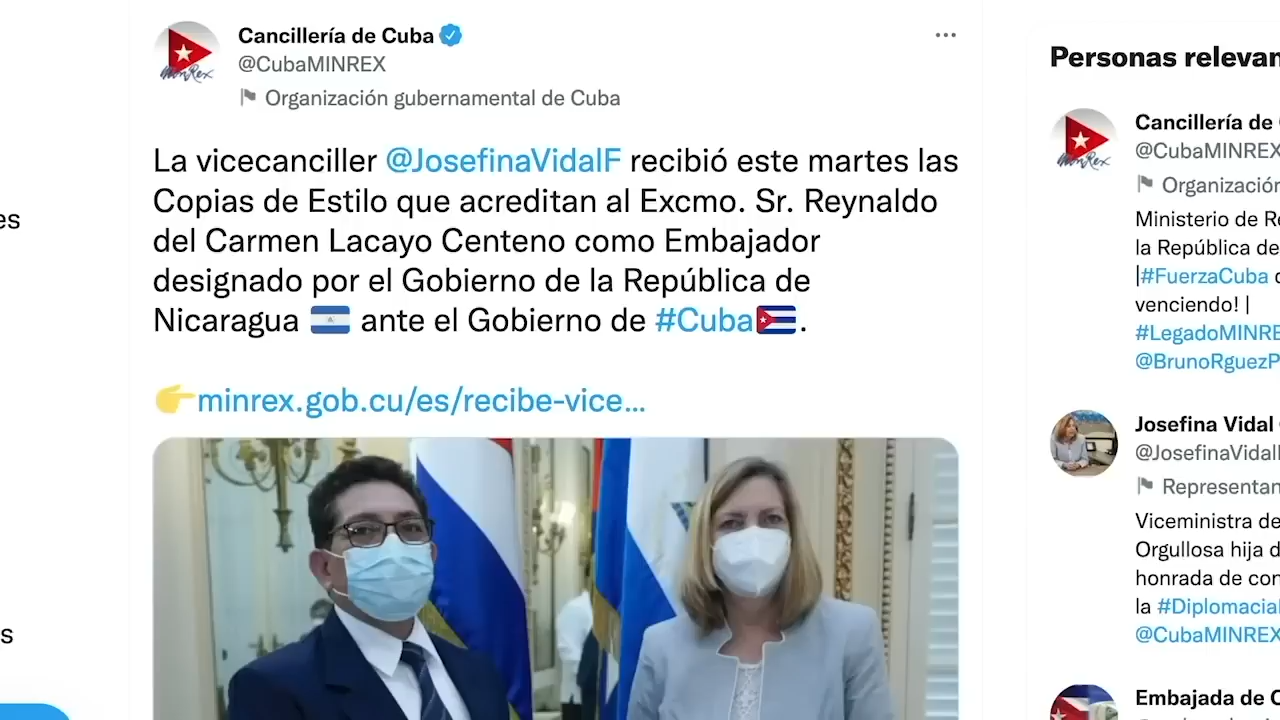 Cancillería de Cuba
@CubaMINREX
Organización gubernamental de Cuba
La vicecanciller @JosefinaVidalF recibió este martes las
Copias de Estilo que acreditan al Excmo. Sr. Reynaldo
del Carmen Lacayo Centeno como Embajador
designado por el Gobierno de la República de
Nicaragua 🇳🇮 ante el Gobierno de #Cuba🇨🇺.
👉minrex.gob.cu/es/recibe-vice...
es
s
Personas relevan
Cancillería de
@CubaMINREX
Organización
Ministerio de Re
la República de
|#FuerzaCuba
venciendo! |
#LegadoMINRE
@BrunoRguezP
Josefina Vidal
@JosefinaVidal
Representan
Viceministra de
Orgullosa hija d
honrada de con
la #Diplomacia
@CubaMINREX
Embajada de C